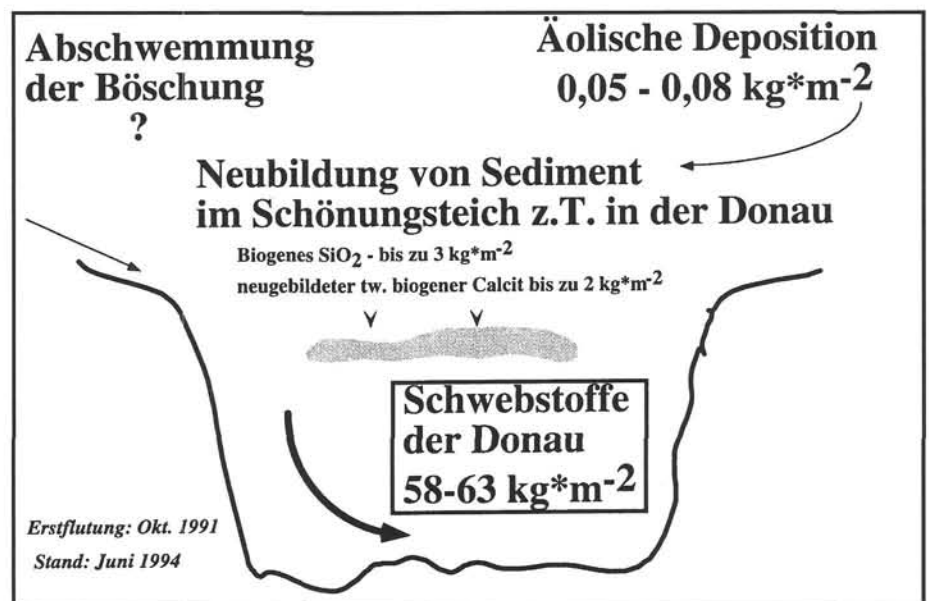 Abschwemmung
der Böschung
?
Äolische Deposition
0,05 - 0,08 kg*m-2
Neubildung von Sediment
im Schönungsteich z.T. in der Donau
Biogenes SiO2 - bis zu 3 kg*m-2
neugebildeter tw. biogener Calcit bis zu 2 kg*m-2
Schwebstoffe
der Donau
58-63 kg*m-2
Erstflutung: Okt. 1991
Stand: Juni 1994